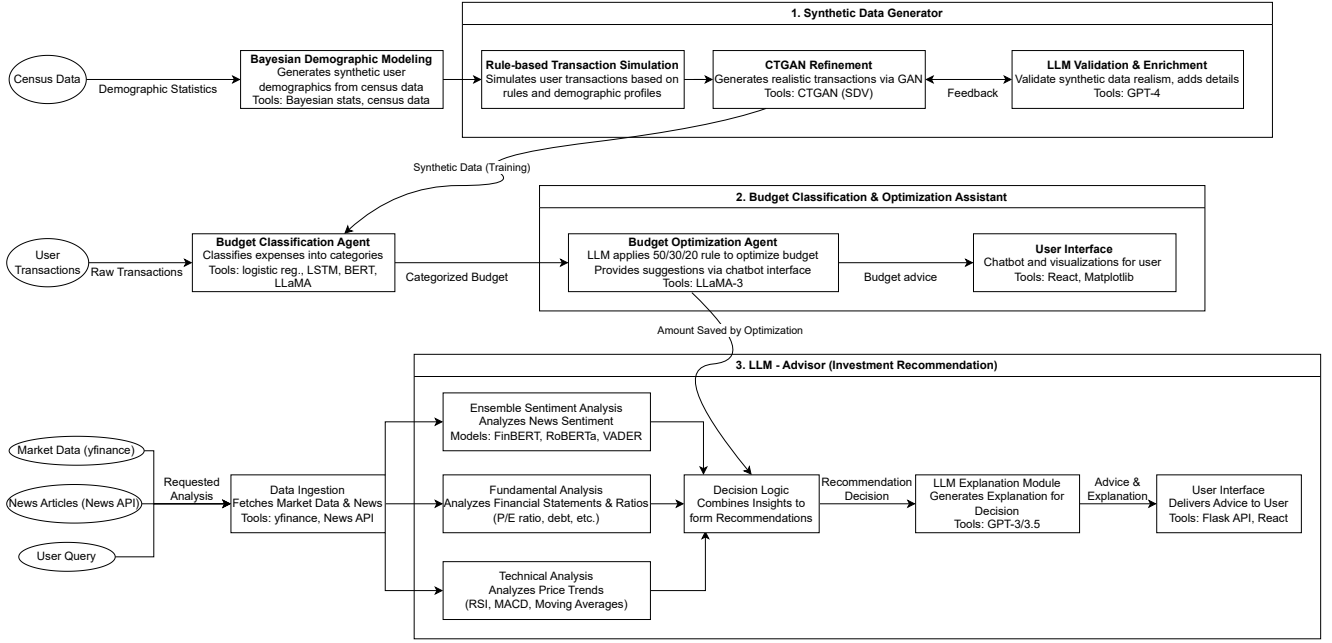 1. Synthetic Data Generator
Census Data
Demographic Statistics
Bayesian Demographic Modeling
Generates synthetic user
demographics from census data
Tools: Bayesian stats, census data
Rule-based Transaction Simulation
Simulates user transactions based on
rules and demographic profiles
CTGAN Refinement
Generates realistic transactions via GAN
Tools: CTGAN (SDV)
Feedback
LLM Validation & Enrichment
Validate synthetic data realism, adds details
Tools: GPT-4
Synthetic Data (Training)
2. Budget Classification & Optimization Assistant
User
Transactions
Raw Transactions
Budget Classification Agent
Classifies expenses into categories
Tools: logistic reg., LSTM, BERT,
LLaMA
Categorized Budget
Budget Optimization Agent
LLM applies 50/30/20 rule to optimize budget
Provides suggestions via chatbot interface
Tools: LLaMA-3
Budget advice
User Interface
Chatbot and visualizations for user
Tools: React, Matplotlib
Amount Saved by Optimization
3. LLM - Advisor (Investment Recommendation)
Market Data (yfinance)
News Articles (News API)
User Query
Requested
Analysis
Data Ingestion
Fetches Market Data & News
Tools: yfinance, News API
Ensemble Sentiment Analysis
Analyzes News Sentiment
Models: FinBERT, RoBERTa, VADER
Fundamental Analysis
Analyzes Financial Statements & Ratios
(P/E ratio, debt, etc.)
Technical Analysis
Analyzes Price Trends
(RSI, MACD, Moving Averages)
Decision Logic
Combines Insights to
form Recommendations
Recommendation
Decision
LLM Explanation Module
Generates Explanation for
Decision
Tools: GPT-3/3.5
Advice &
Explanation
User Interface
Delivers Advice to User
Tools: Flask API, React